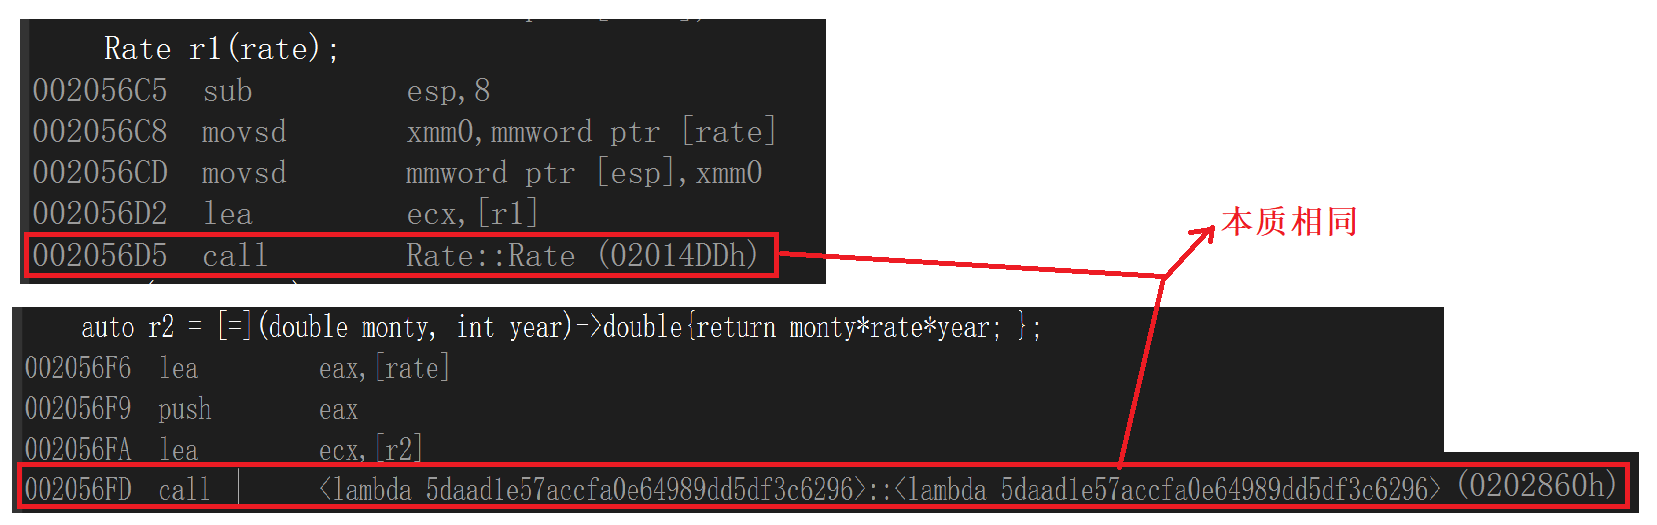 Rate r1(rate);
002056C5 sub esp,8
002056C8 movsd xmm0,mmword ptr [rate]
002056CD movsd mmword ptr [esp],xmm0
002056D2 lea ecx,[r1]
002056D5 call Rate::Rate (02014DDh)
本质相同
auto r2 = [=](double monty, int year)->double{return monty*rate*year; };
002056F6 lea eax,[rate]
002056F9 push eax
002056FA lea ecx,[r2]
002056FD call <lambda_5daad1e57accfa0e64989dd5df3c6296>::<lambda_5daad1e57accfa0e64989dd5df3c6296> (0202860h)